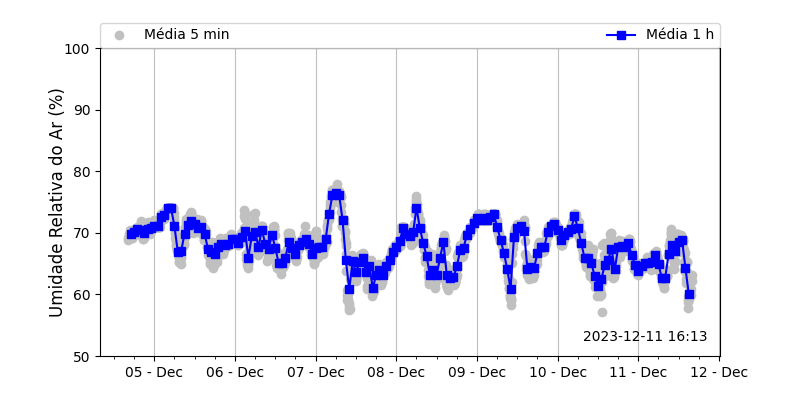 Média 5 min
Média 1 h
Umidade Relativa do Ar (%)
100
90
80
70
60
50
2023-12-11 16:13
05 - Dec
06 - Dec
07 - Dec
08 - Dec
09 - Dec
10 - Dec
11 - Dec
12 - Dec